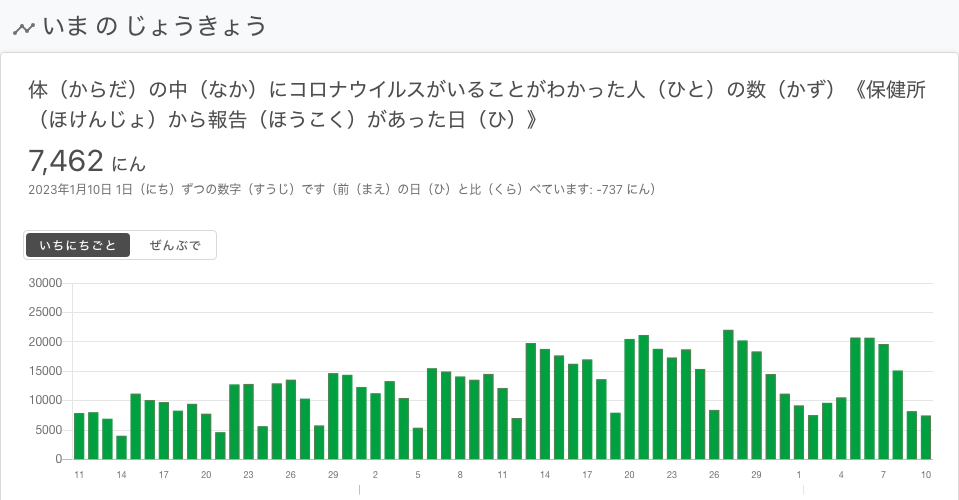 いま の じょうきょう
体（からだ）の中（なか）にコロナウイルスがいることがわかった人（ひと）の数（かず）《保健所
（ほけんじょ）から報告（ほうこく）があった日（ひ）》
7,462 にん
2023年1月10日 1日（にち）ずつの数字（すうじ）です（前（まえ）の日（ひ）と比（くら）べています: -737 にん）
いちにちごと ぜんぶで
30000
25000
20000
15000
10000
5000
0
11 14 17 20 23 26 29 2 5 8 11 14 17 20 23 26 29 1 4 7 10